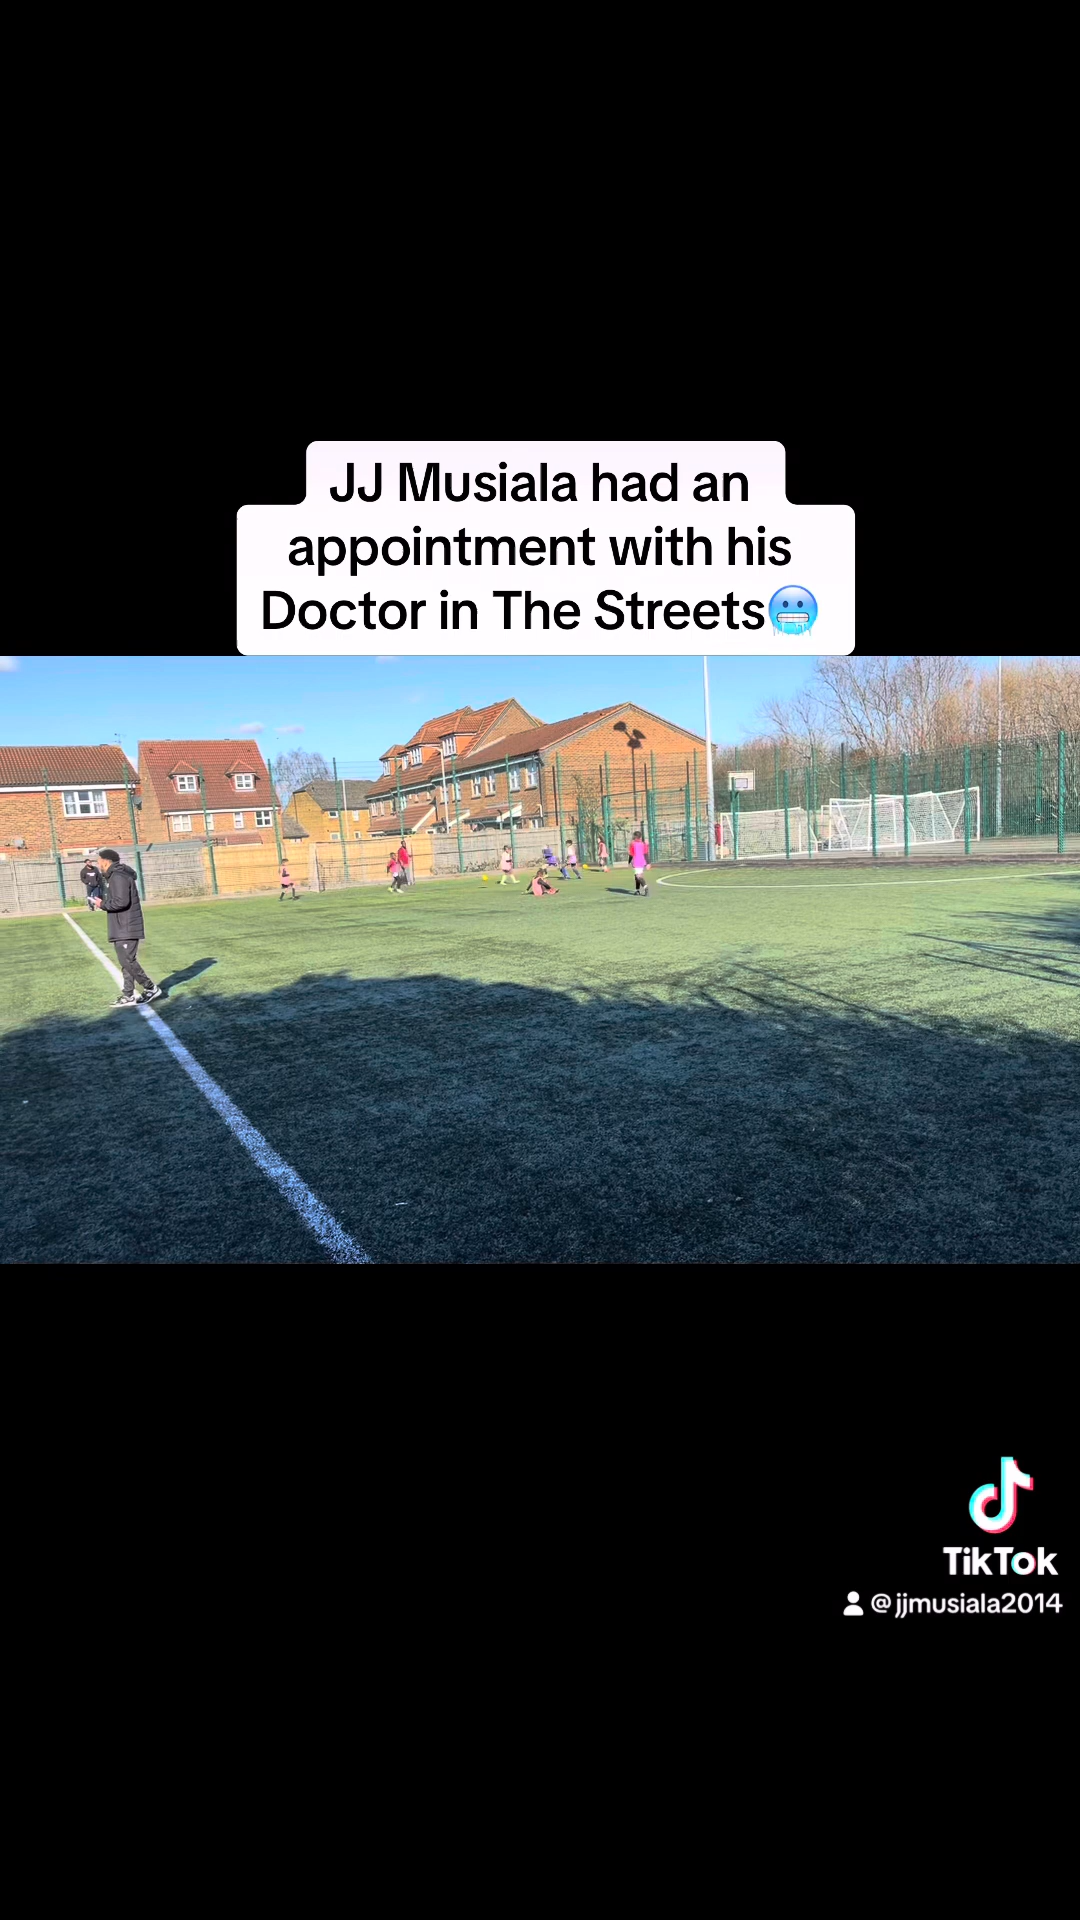 JJ Musiala had an
appointment with his
Doctor in The Streets🥶
TikTok
@jjmusiala2014